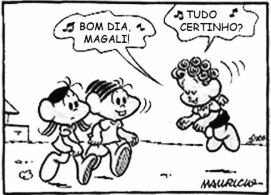 BOM DIA,
MAGALI!
TUDO
CERTINHO?
MAURICIO